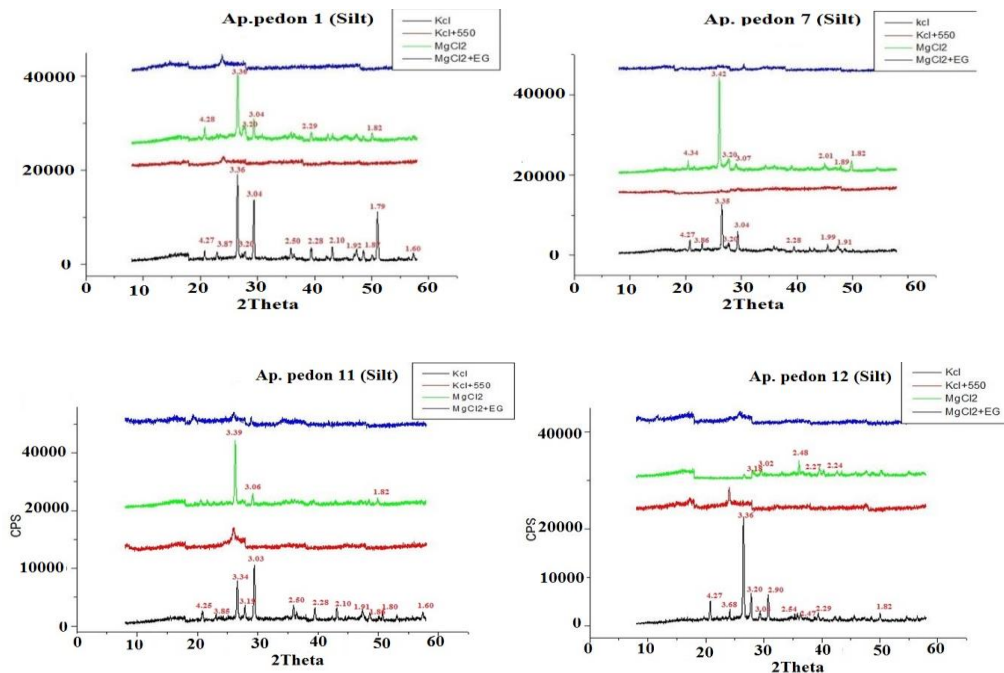 Ap.pedon 1 (Silt)
Kcl
Kcl+550
MgCl2
MgCl2+EG
40000
20000
0
3.36
4.28
3.20
3.04
2.29
1.82
3.36
4.27
3.87
3.20
3.04
2.50
2.28
2.10
1.92
1.87
1.79
1.60
0 10 20 30 40 50 60
2Theta
Ap.pedon 7 (Silt)
kcl
Kcl+550
MgCl2
MgCl2+EG
40000
20000
0
3.42
4.34
3.20
3.07
2.01
1.89
1.82
3.35
4.27
3.86
3.20
3.04
2.28
1.99
1.91
0 10 20 30 40 50 60
2Theta
Ap. pedon 11 (Silt)
Kcl
Kcl+550
MgCl2
MgCl2+EG
CPS
40000
20000
10000
0
3.39
3.06
1.82
3.34
4.25
3.85
3.19
3.03
2.50
2.28
2.10
1.91
1.80
1.60
0 10 20 30 40 50 60
2Theta
Ap. pedon 12 (Silt)
Kcl
Kcl+550
MgCl2
MgCl2+EG
CPS
40000
20000
10000
0
3.18
3.02
2.48
2.27
2.24
3.36
4.27
3.68
3.20
2.90
2.54
2.47
2.29
1.82
0 10 20 30 40 50 60
2Theta